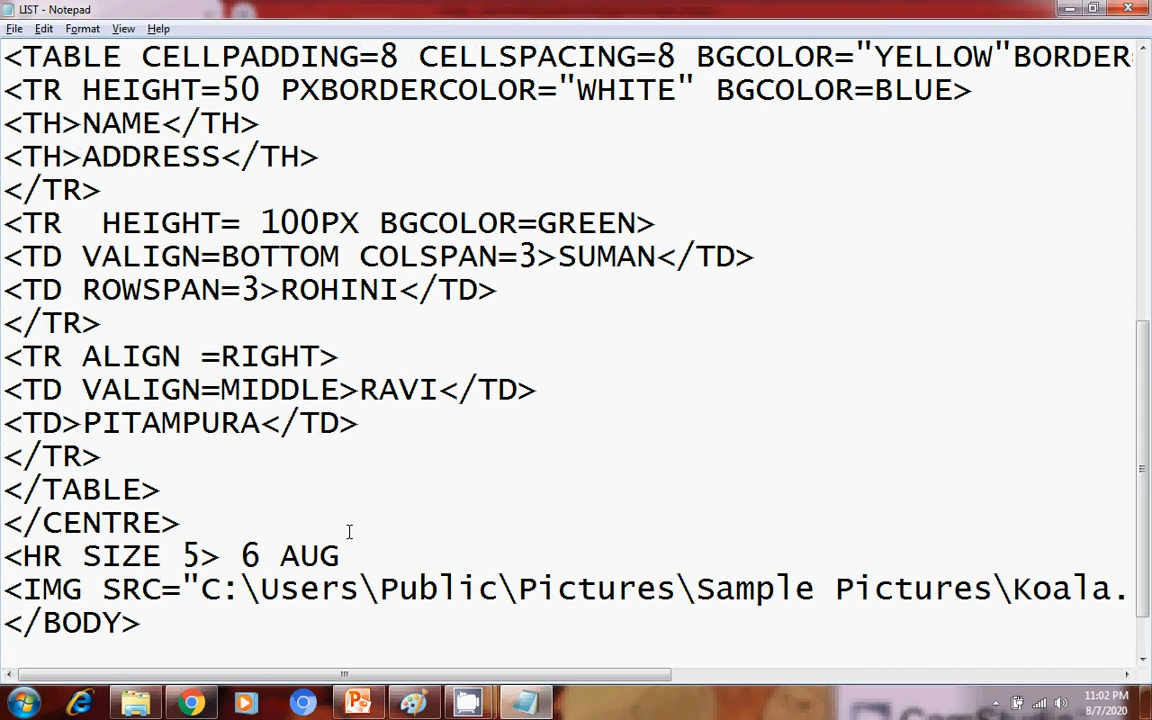 LIST - Notepad
File Edit Format View Help
<TABLE CELLPADDING=8 CELLSPACING=8 BGCOLOR="YELLOW"BORDER
<TR HEIGHT=50 PXBORDERCOLOR="WHITE" BGCOLOR=BLUE>
<TH>NAME</TH>
<TH>ADDRESS</TH>
</TR>
<TR  HEIGHT= 100PX BGCOLOR=GREEN>
<TD VALIGN=BOTTOM COLSPAN=3>SUMAN</TD>
<TD ROWSPAN=3>ROHINI</TD>
</TR>
<TR ALIGN =RIGHT>
<TD VALIGN=MIDDLE>RAVI</TD>
<TD>PITAMPURA</TD>
</TR>
</TABLE>
</CENTRE>
<HR SIZE 5> 6 AUG
<IMG SRC="C:\Users\Public\Pictures\Sample Pictures\Koala.
</BODY>
11:02 PM
8/7/2020